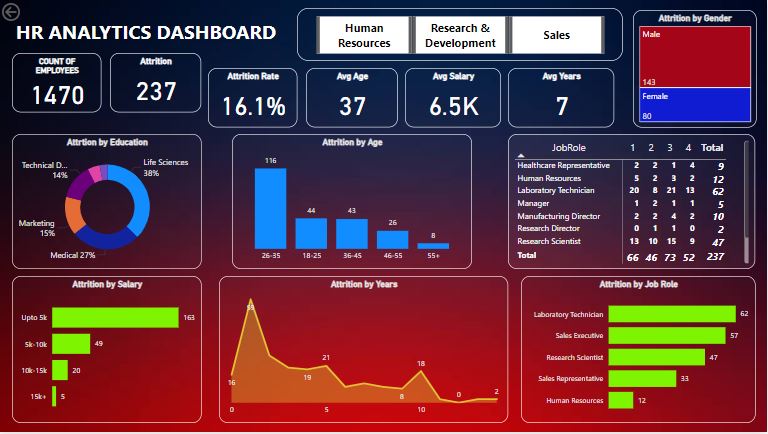 HR ANALYTICS DASHBOARD
Human Resources
Research & Development
Sales
Attrition by Gender
Male
143
Female
80
COUNT OF EMPLOYEES
1470
Attrition
237
Attrition Rate
16.1%
Avg Age
37
Avg Salary
6.5K
Avg Years
7
Attrtion by Education
Life Sciences
38%
Medical 27%
Marketing
15%
Technical D...
14%
Attrition by Age
116
44
43
26
8
26-35
18-25
36-45
46-55
55+
JobRole 1 2 3 4 Total
Healthcare Representative 2 2 1 4 9
Human Resources 5 2 3 2 12
Laboratory Technician 20 8 21 13 62
Manager 1 2 1 1 5
Manufacturing Director 2 2 4 2 10
Research Director 0 1 1 0 2
Research Scientist 13 10 15 9 47
Total 66 46 73 52 237
Attrition by Salary
Upto 5k 163
5k-10k 49
10k-15k 20
15k+ 5
Attrition by Years
16
59
19
21
8
18
0
2
0
5
10
Attrition by Job Role
Laboratory Technician 62
Sales Executive 57
Research Scientist 47
Sales Representative 33
Human Resources 12